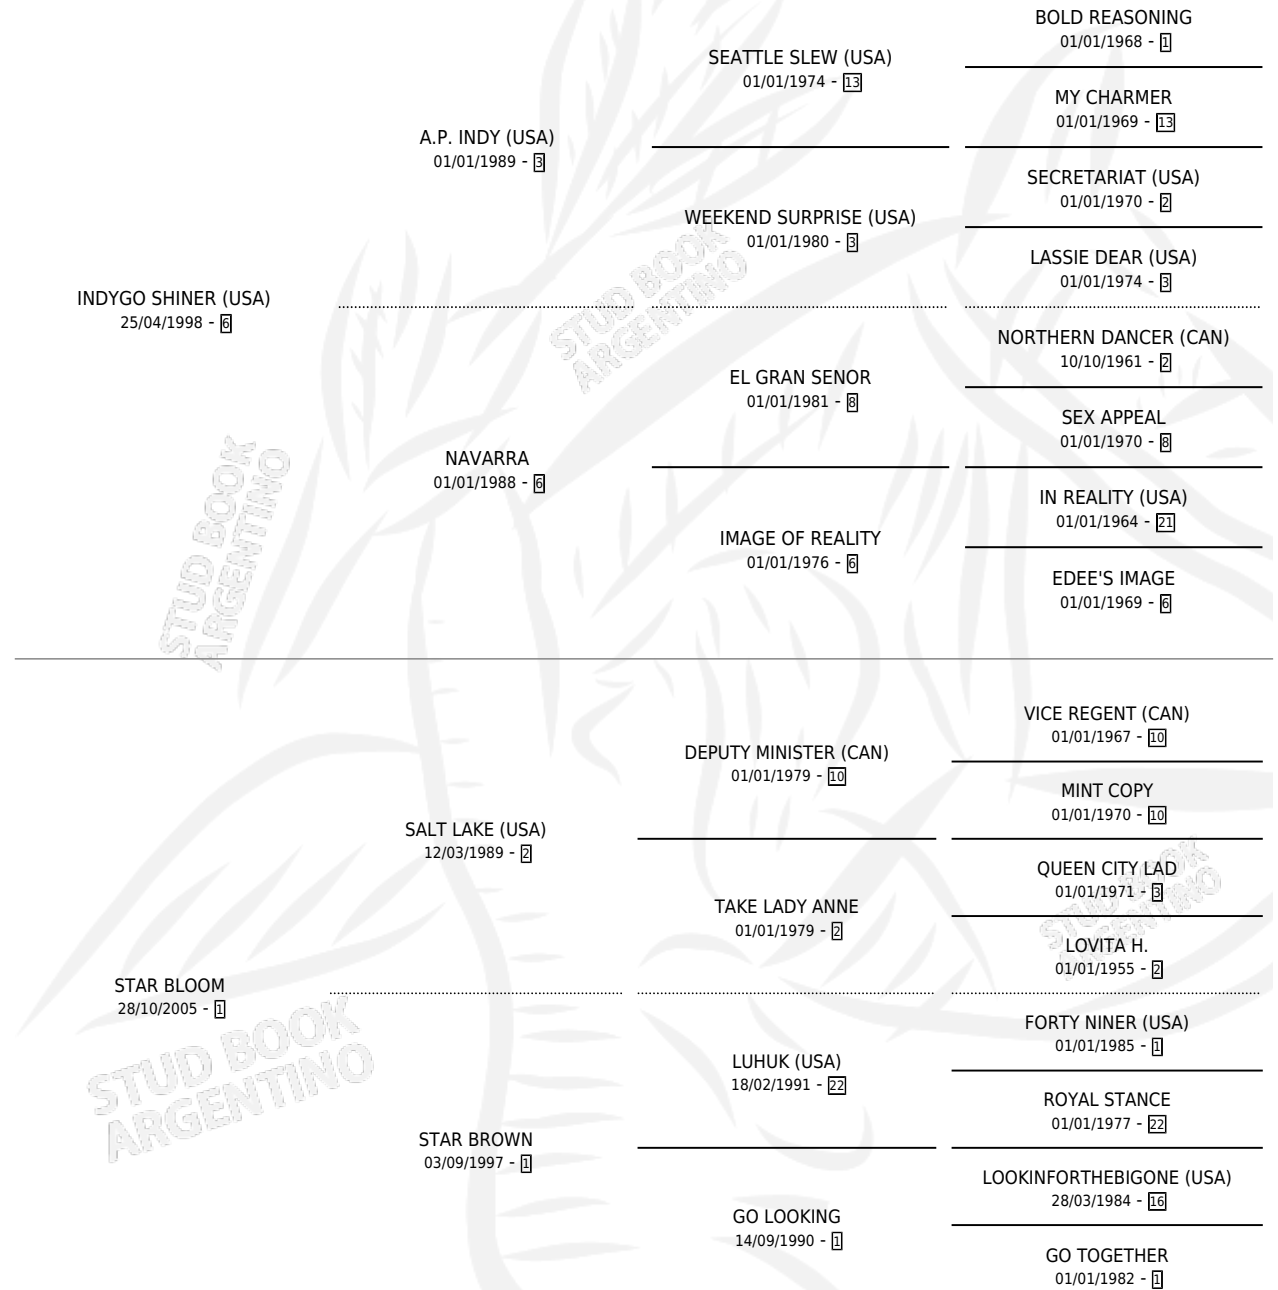 BOLD REASONING
01/01/1968 - 1
SEATTLE SLEW (USA)
01/01/1974 - 13
MY CHARMER
01/01/1969 - 13
A.P. INDY (USA)
01/01/1989 - 3
SECRETARIAT (USA)
01/01/1970 - 2
WEEKEND SURPRISE (USA)
01/01/1980 - 3
LASSIE DEAR (USA)
01/01/1974 - 3
INDYGO SHINER (USA)
25/04/1998 - 6
NORTHERN DANCER (CAN)
10/10/1961 - 2
EL GRAN SENOR
01/01/1981 - 8
SEX APPEAL
01/01/1970 - 8
NAVARRA
01/01/1988 - 6
IN REALITY (USA)
01/01/1964 - 21
IMAGE OF REALITY
01/01/1976 - 6
EDEE'S IMAGE
01/01/1969 - 6
VICE REGENT (CAN)
01/01/1967 - 10
DEPUTY MINISTER (CAN)
01/01/1979 - 10
MINT COPY
01/01/1970 - 10
SALT LAKE (USA)
12/03/1989 - 2
QUEEN CITY LAD
01/01/1971 - 3
TAKE LADY ANNE
01/01/1979 - 2
LOVITA H.
01/01/1955 - 2
STAR BLOOM
28/10/2005 - 1
FORTY NINER (USA)
01/01/1985 - 1
LUHUK (USA)
18/02/1991 - 22
ROYAL STANCE
01/01/1977 - 22
STAR BROWN
03/09/1997 - 1
LOOKINFORTHEBIGONE (USA)
28/03/1984 - 16
GO LOOKING
14/09/1990 - 1
GO TOGETHER
01/01/1982 - 1
STUD BOOK
ARGENTINO
STUD BOOK
ARGENTINO
STUD BOOK
ARGENTINO
STUD BOOK
ARGENTINO